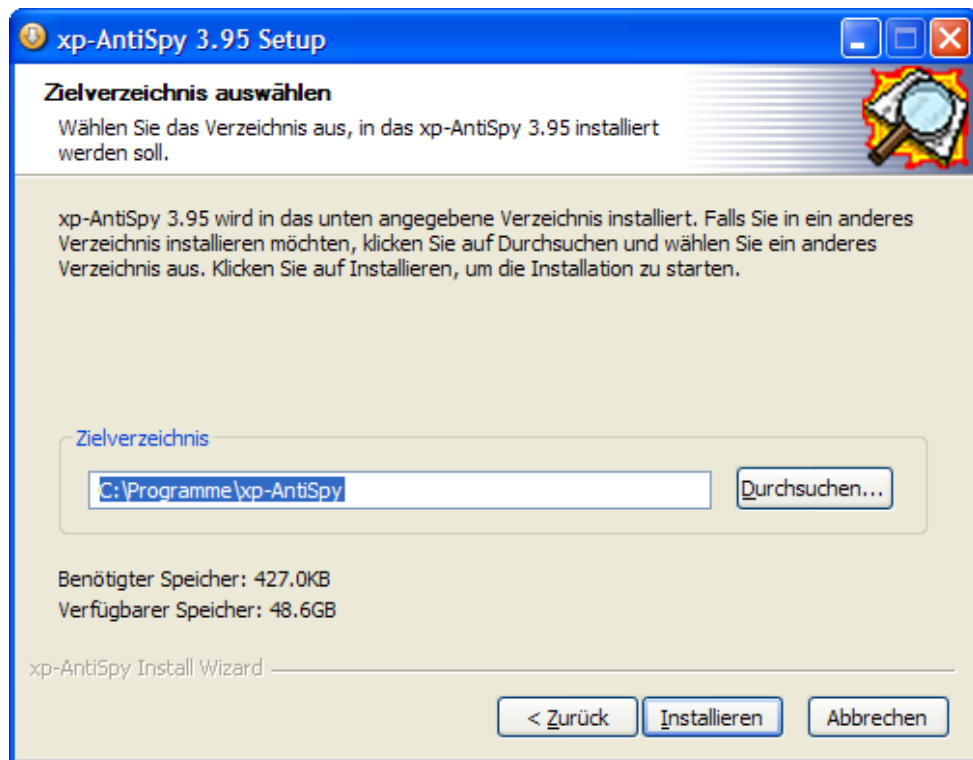 xp-AntiSpy 3.95 Setup
Zielverzeichnis auswählen
Wählen Sie das Verzeichnis aus, in das xp-AntiSpy 3.95 installiert
werden soll.
xp-AntiSpy 3.95 wird in das unten angegebene Verzeichnis installiert. Falls Sie in ein anderes
Verzeichnis installieren möchten, klicken Sie auf Durchsuchen und wählen Sie ein anderes
Verzeichnis aus. Klicken Sie auf Installieren, um die Installation zu starten.
Zielverzeichnis
C:\Programme\xp-AntiSpy
Durchsuchen...
Benötigter Speicher: 427.0KB
Verfügbarer Speicher: 48.6GB
xp-AntiSpy Install Wizard
< Zurück
Installieren
Abbrechen